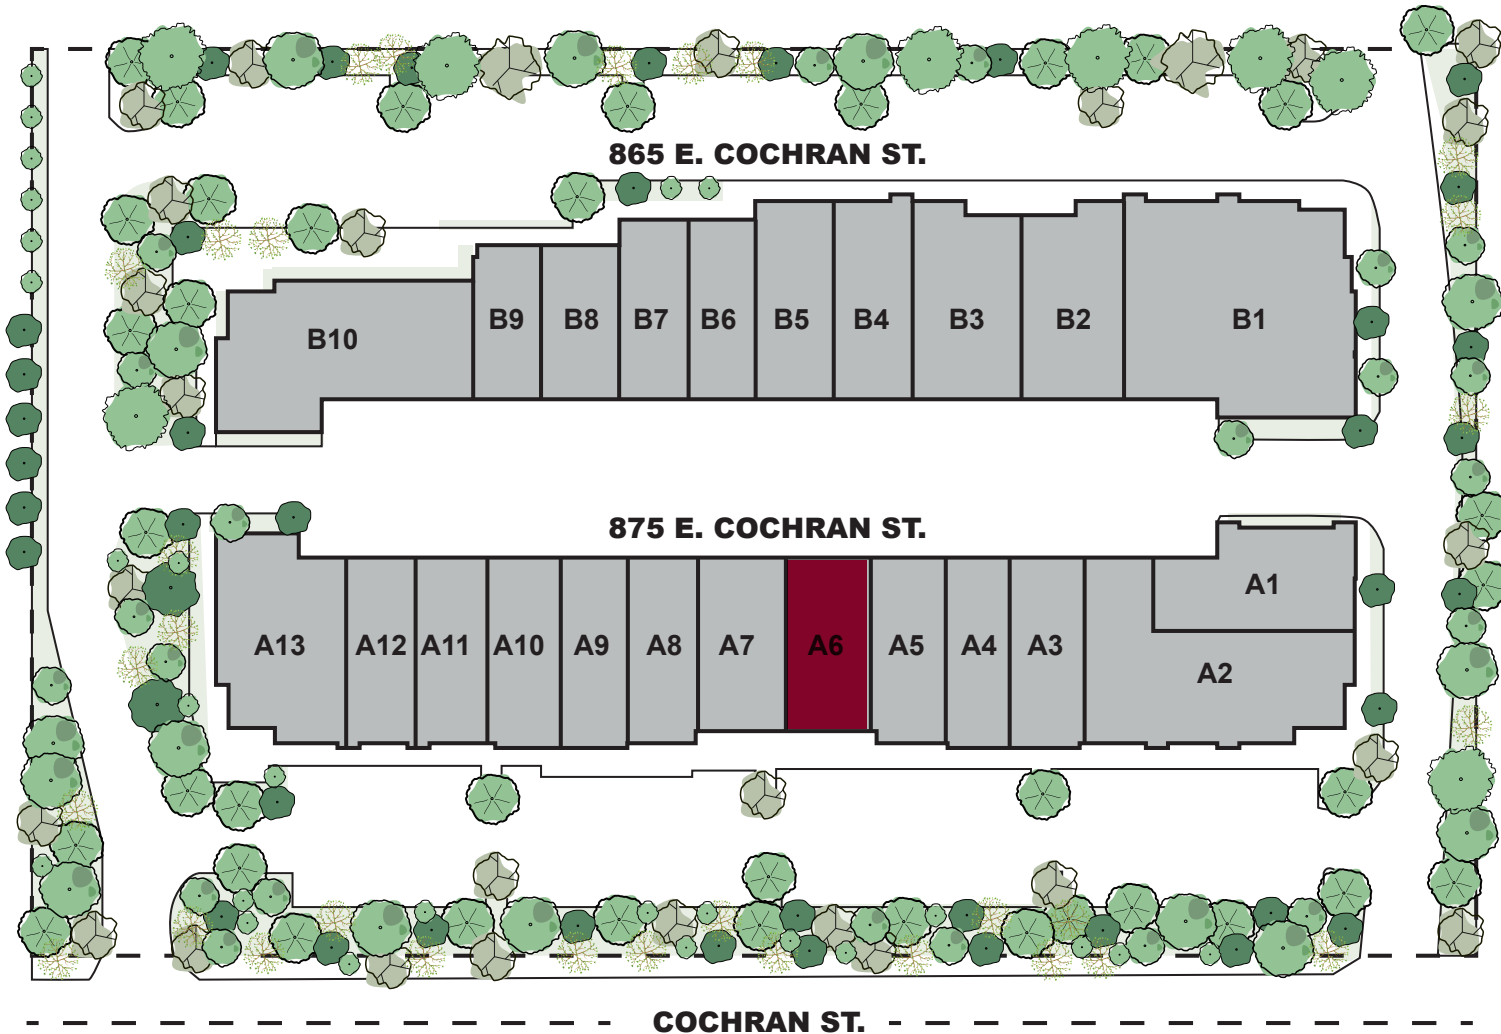 865 E. COCHRAN ST.
B10
B9
B8
B7
B6
B5
B4
B3
B2
B1
875 E. COCHRAN ST.
A13
A12
A11
A10
A9
A8
A7
A6
A5
A4
A3
A2
A1
COCHRAN ST.